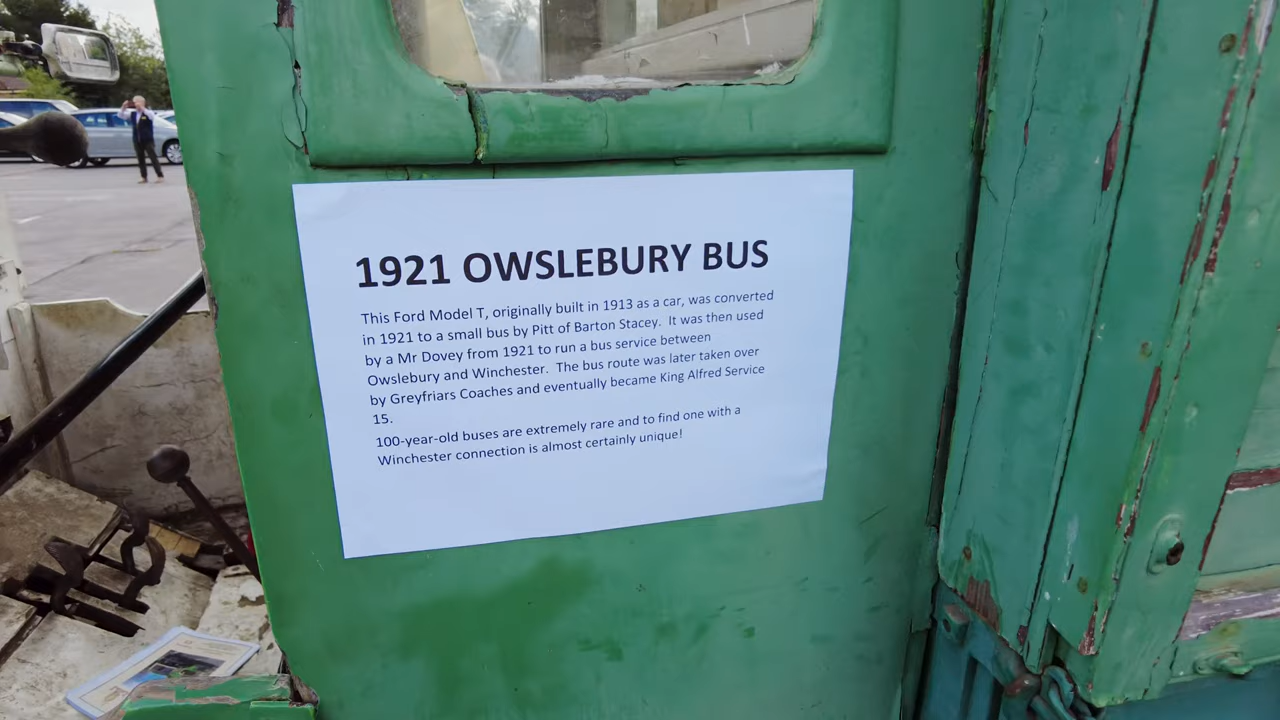 1921 OWSLEBURY BUS
This Ford Model T, originally built in 1913 as a car, was converted
in 1921 to a small bus by Pitt of Barton Stacey.  It was then used
by a Mr Dovey from 1921 to run a bus service between
Owslebury and Winchester.  The bus route was later taken over
by Greyfriars Coaches and eventually became King Alfred Service
15.
100-year-old buses are extremely rare and to find one with a
Winchester connection is almost certainly unique!